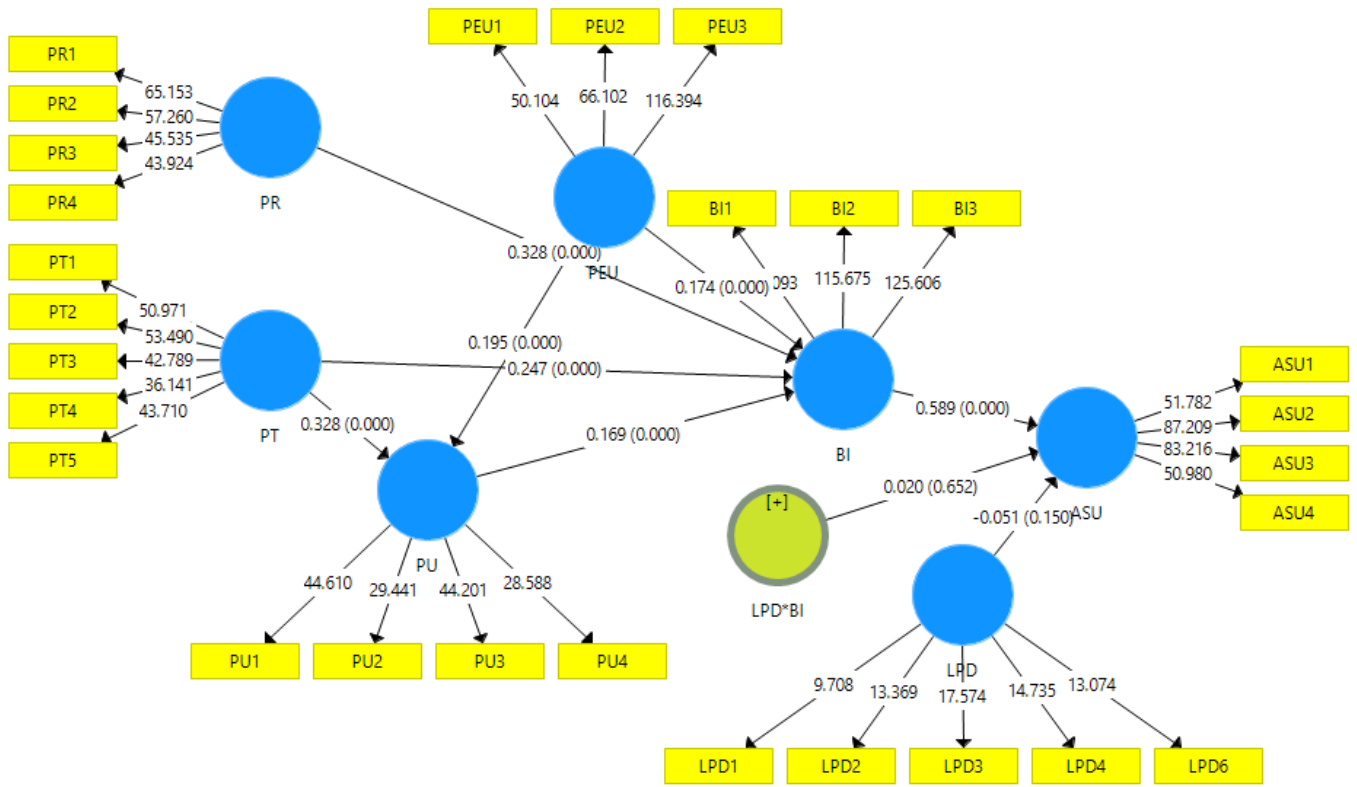 PEU1
PEU2
PEU3
PR1
PR2
PR3
PR4
65.153
57.260
45.535
43.924
PR
50.104
66.102
116.394
PEU
BI1
BI2
BI3
115.675
125.606
0.328 (0.000)
0.174 (0.000)
PT1
PT2
PT3
PT4
PT5
50.971
53.490
42.789
36.141
43.710
PT
0.195 (0.000)
0.247 (0.000)
0.328 (0.000)
0.169 (0.000)
BI
0.589 (0.000)
ASU1
ASU2
ASU3
ASU4
51.782
87.209
83.216
50.980
ASU
0.020 (0.652)
-0.051 (0.150)
[+]
LPD*BI
PU
44.610
29.441
44.201
28.588
PU1
PU2
PU3
PU4
LPD
9.708
13.369
17.574
14.735
13.074
LPD1
LPD2
LPD3
LPD4
LPD6